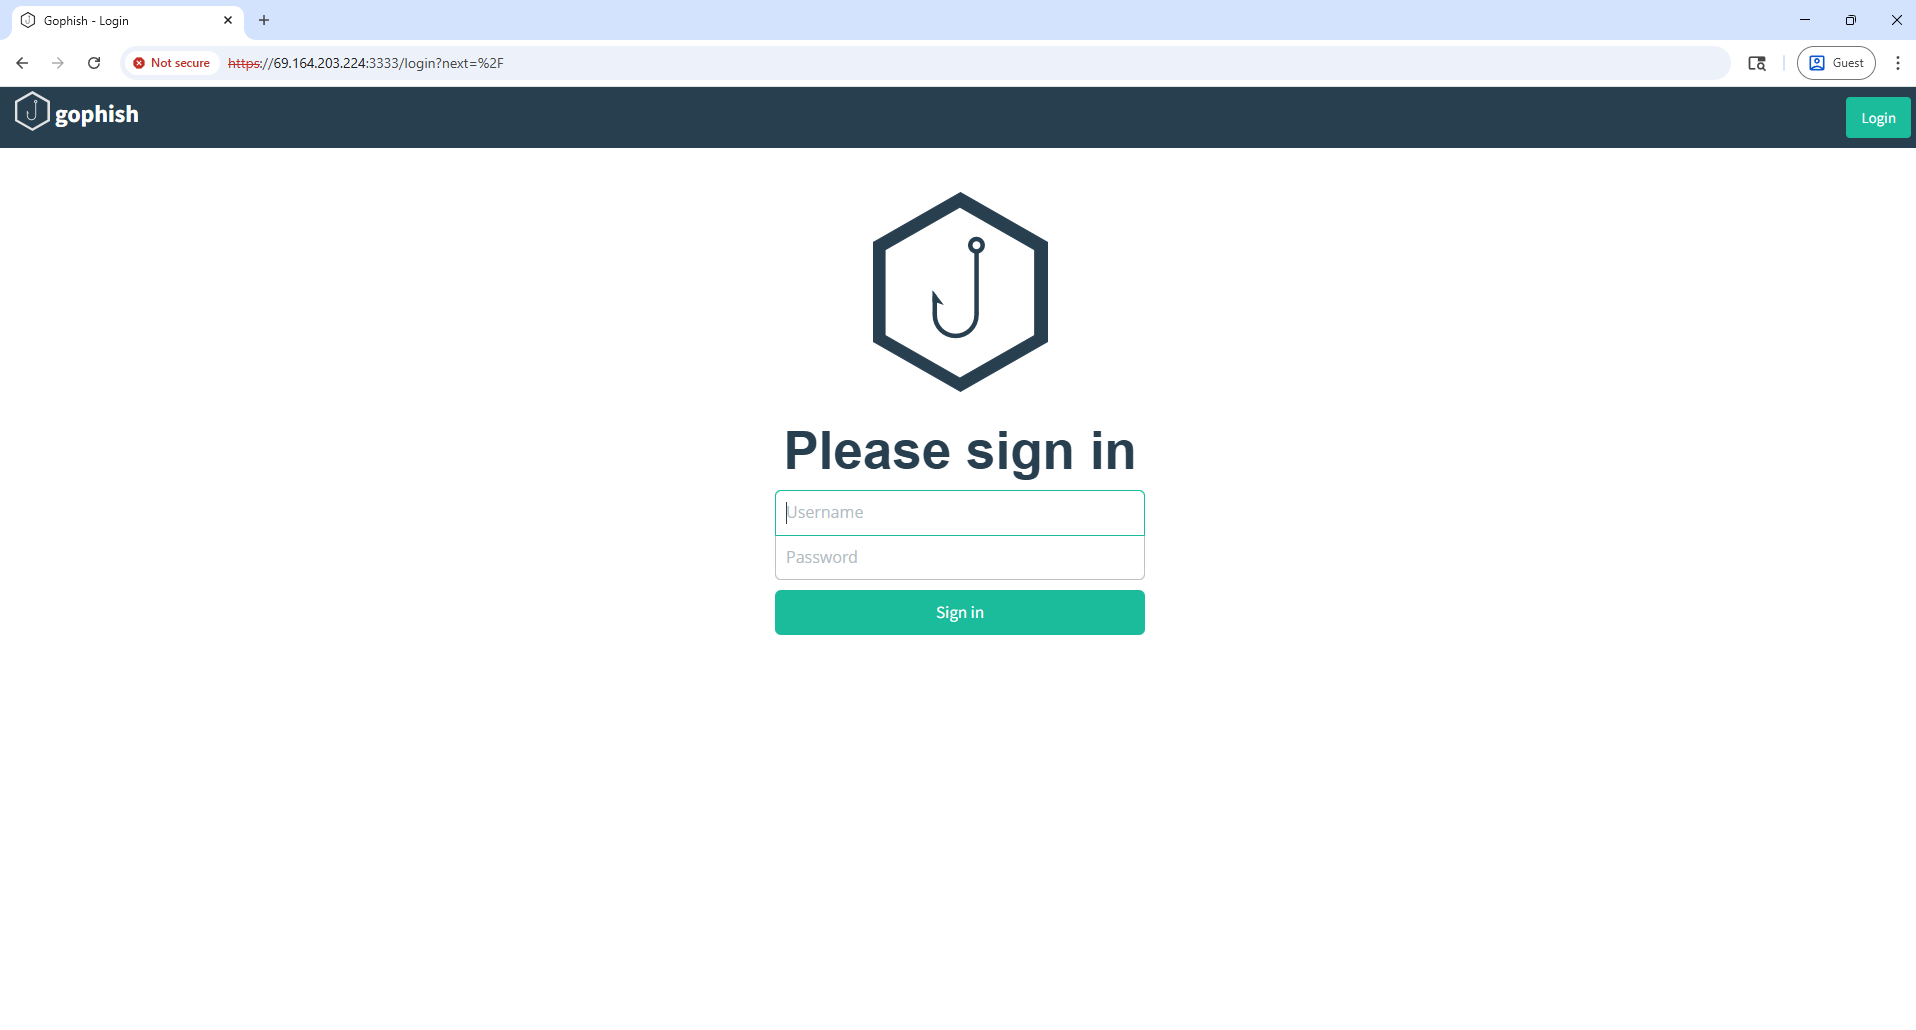 Gophish - Login
Not secure https://69.164.203.224:3333/login?next=%2F
Guest
gophish
Login
Please sign in
Username
Password
Sign in